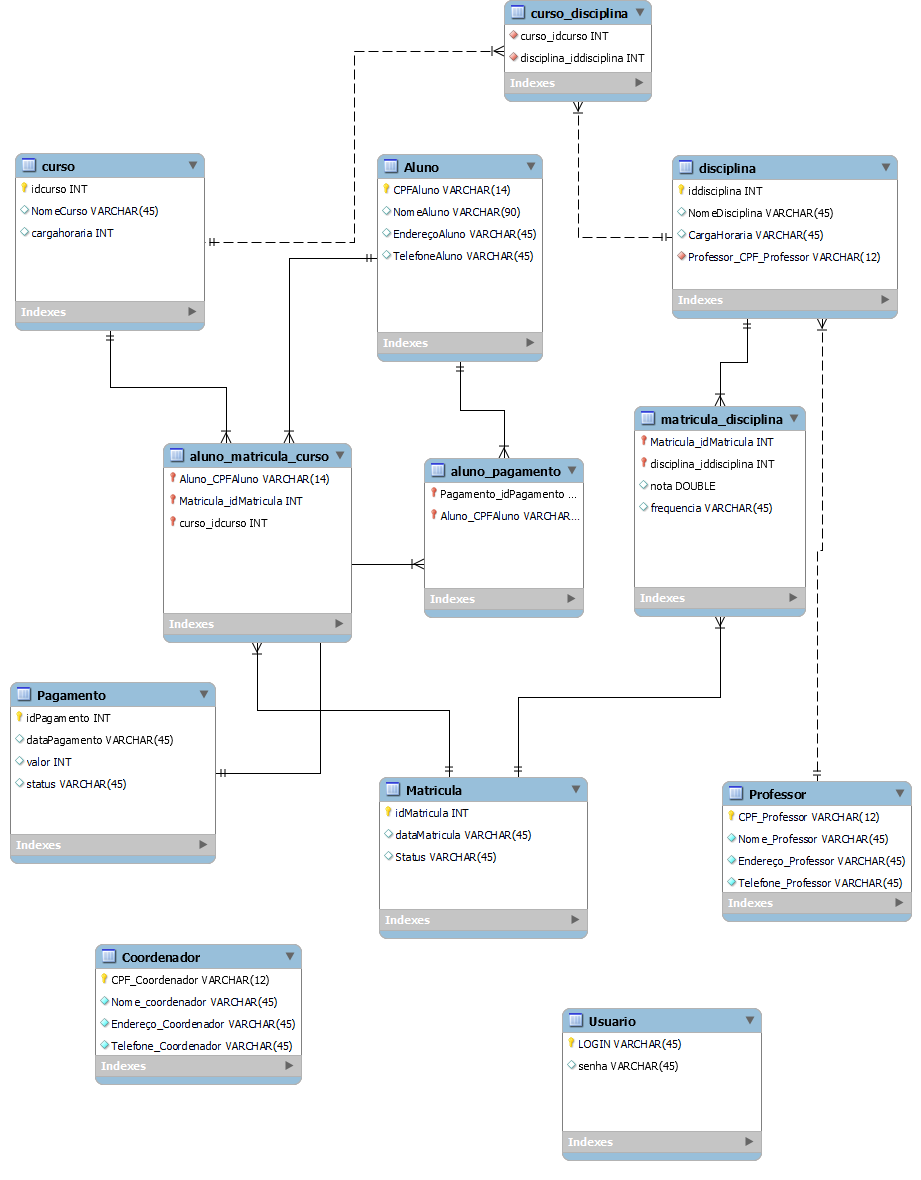 curso_disciplina
curso_idcurso INT
disciplina_iddisciplina INT
Indexes
curso
idcurso INT
NomeCurso VARCHAR(45)
cargahoraria INT
Indexes
Aluno
CPFAluno VARCHAR(14)
NomeAluno VARCHAR(90)
EndereçoAluno VARCHAR(45)
TelefoneAluno VARCHAR(45)
Indexes
disciplina
iddisciplina INT
NomeDisciplina VARCHAR(45)
CargaHoraria VARCHAR(45)
Professor_CPF_Professor VARCHAR(12)
Indexes
aluno_matricula_curso
Aluno_CPFAluno VARCHAR(14)
Matricula_idMatricula INT
curso_idcurso INT
Indexes
aluno_pagamento
Pagamento_idPagamento ...
Aluno_CPFAluno VARCHAR...
Indexes
matricula_disciplina
Matricula_idMatricula INT
disciplina_iddisciplina INT
nota DOUBLE
frequencia VARCHAR(45)
Indexes
Pagamento
idPagamento INT
dataPagamento VARCHAR(45)
valor INT
status VARCHAR(45)
Indexes
Matricula
idMatricula INT
dataMatricula VARCHAR(45)
Status VARCHAR(45)
Indexes
Professor
CPF_Professor VARCHAR(12)
Nome_Professor VARCHAR(45)
Endereço_Professor VARCHAR(45)
Telefone_Professor VARCHAR(45)
Indexes
Coordenador
CPF_Coordenador VARCHAR(12)
Nome_coordenador VARCHAR(45)
Endereço_Coordenador VARCHAR(45)
Telefone_Coordenador VARCHAR(45)
Indexes
Usuario
LOGIN VARCHAR(45)
senha VARCHAR(45)
Indexes